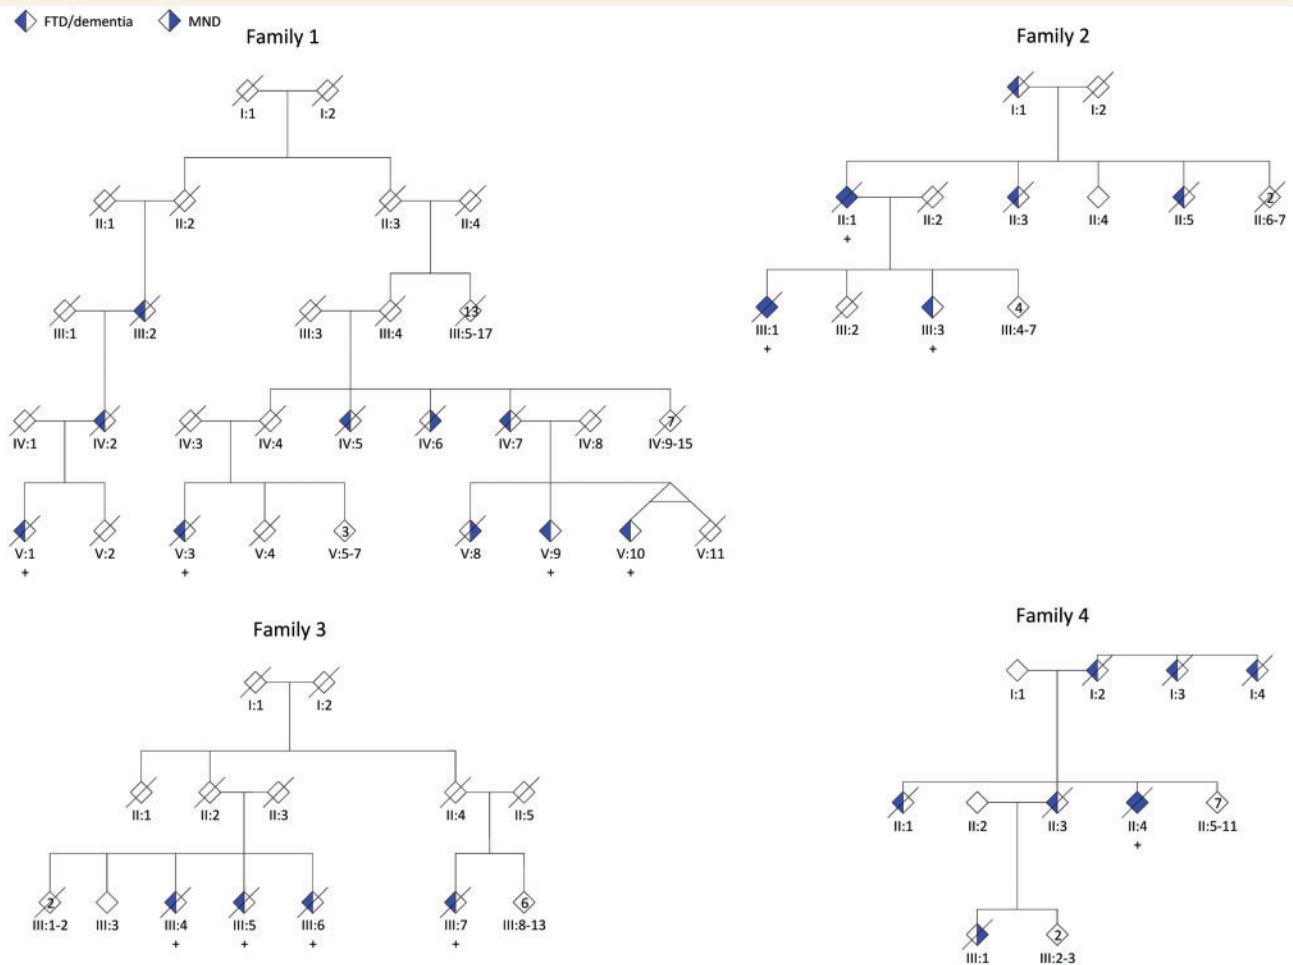 FTD/dementia MND
Family 1
I:1 I:2
II:1 II:2 II:3 II:4
13
III:1 III:2 III:3 III:4 III:5-17
7
IV:1 IV:2 IV:3 IV:4 IV:5 IV:6 IV:7 IV:8 IV:9-15
3
V:1 V:2 V:3 V:4 V:5-7 V:8 V:9 V:10 V:11
+ + + +
Family 2
I:1 I:2
2
II:1 II:2 II:3 II:4 II:5 II:6-7
+
4
III:1 III:2 III:3 III:4-7
+ +
Family 3
I:1 I:2
II:1 II:2 II:3 II:4 II:5
2 6
III:1-2 III:3 III:4 III:5 III:6 III:7 III:8-13
+ + + +
Family 4
I:1 I:2 I:3 I:4
7
II:1 II:2 II:3 II:4 II:5-11
+
2
III:1 III:2-3